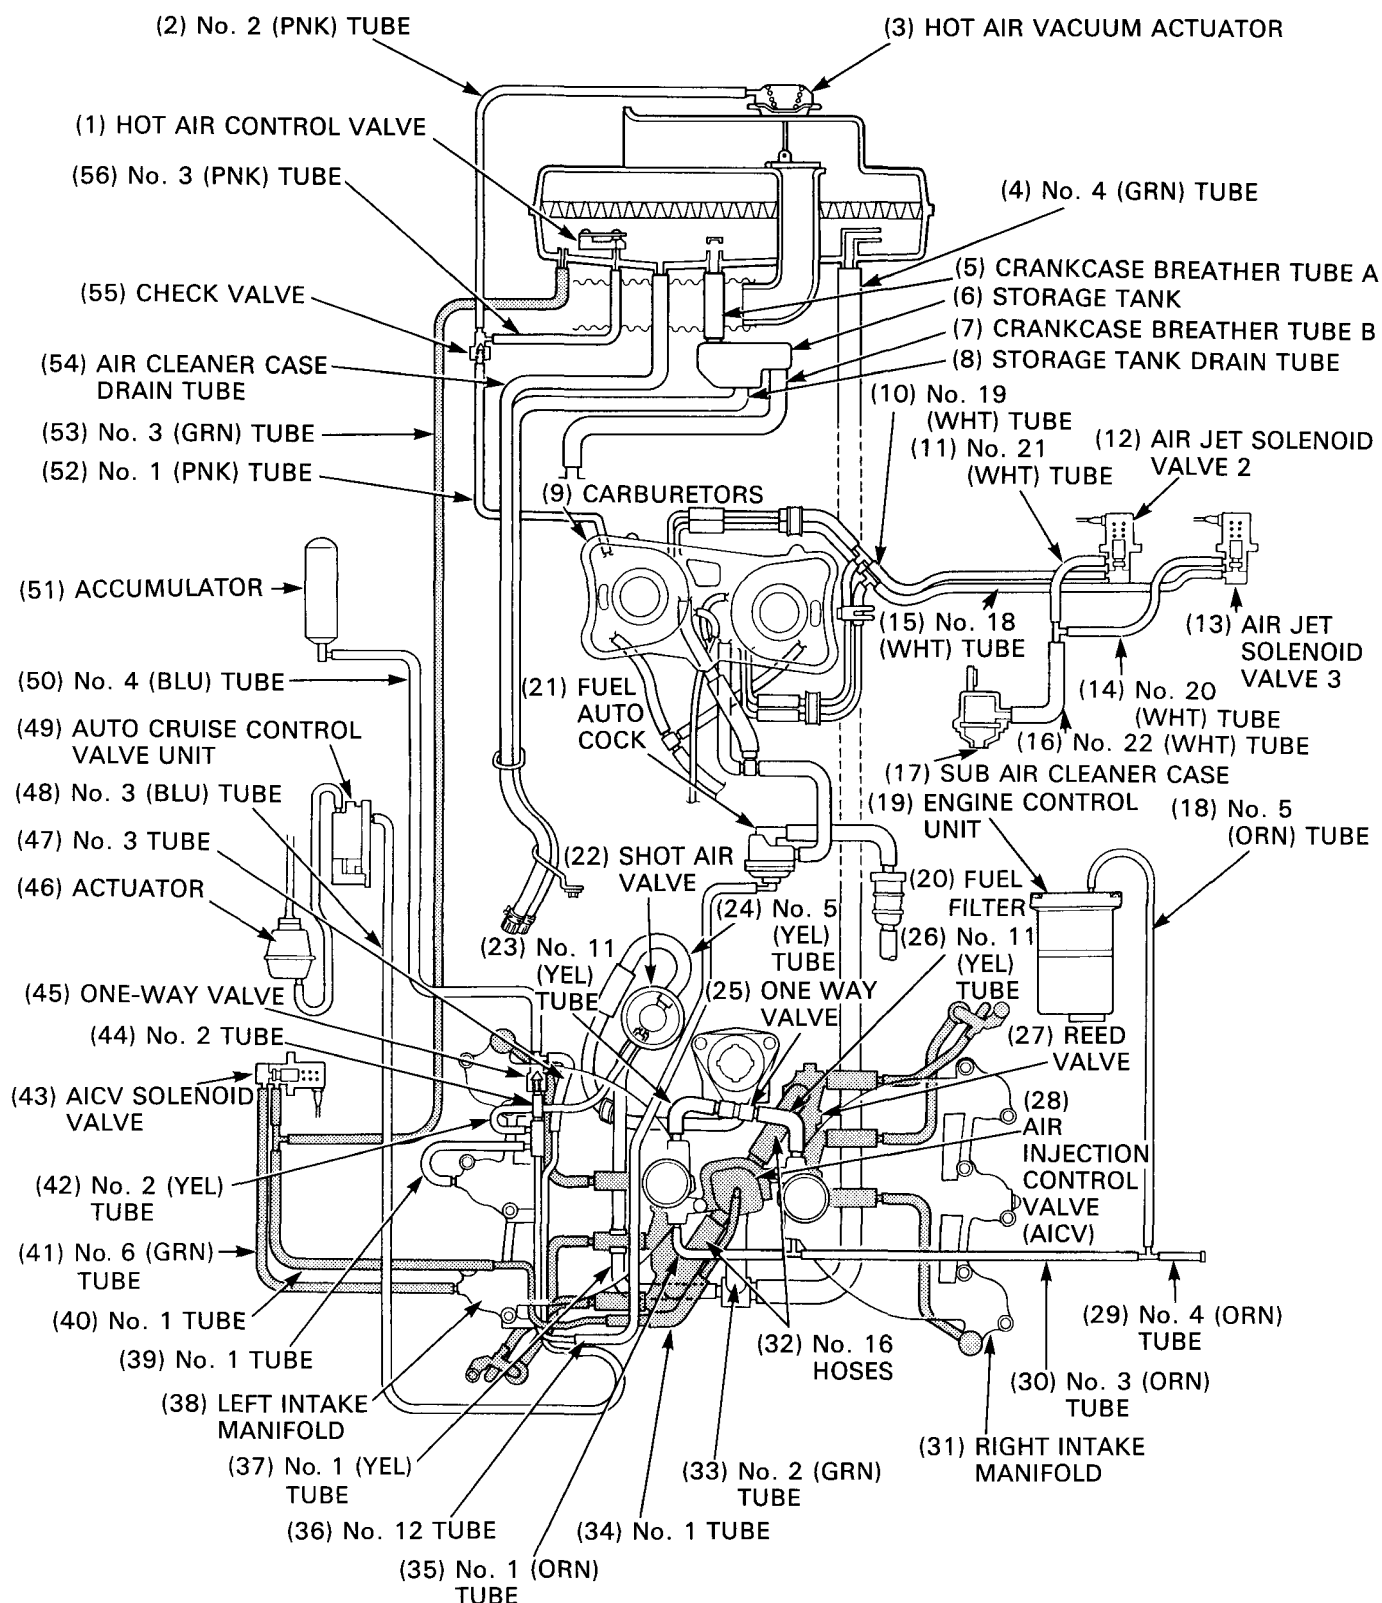 (2) No. 2 (PNK) TUBE
(3) HOT AIR VACUUM ACTUATOR
(1) HOT AIR CONTROL VALVE
(56) No. 3 (PNK) TUBE
(4) No. 4 (GRN) TUBE
(5) CRANKCASE BREATHER TUBE A
(55) CHECK VALVE
(6) STORAGE TANK
(7) CRANKCASE BREATHER TUBE B
(54) AIR CLEANER CASE
DRAIN TUBE
(8) STORAGE TANK DRAIN TUBE
(10) No. 19
(WHT) TUBE
(53) No. 3 (GRN) TUBE
(11) No. 21
(WHT) TUBE
(12) AIR JET SOLENOID
VALVE 2
(52) No. 1 (PNK) TUBE
(9) CARBURETORS
(51) ACCUMULATOR
(15) No. 18
(WHT) TUBE
(13) AIR JET
SOLENOID
VALVE 3
(50) No. 4 (BLU) TUBE
(21) FUEL
AUTO
COCK
(14) No. 20
(WHT) TUBE
(49) AUTO CRUISE CONTROL
VALVE UNIT
(16) No. 22 (WHT) TUBE
(17) SUB AIR CLEANER CASE
(48) No. 3 (BLU) TUBE
(19) ENGINE CONTROL
UNIT
(18) No. 5
(ORN) TUBE
(47) No. 3 TUBE
(22) SHOT AIR
VALVE
(46) ACTUATOR
(20) FUEL
FILTER
(24) No. 5
(YEL)
TUBE
(23) No. 11
(YEL)
TUBE
(26) No. 11
(YEL)
TUBE
(45) ONE-WAY VALVE
(25) ONE WAY
VALVE
(44) No. 2 TUBE
(27) REED
VALVE
(43) AICV SOLENOID
VALVE
(28)
AIR
INJECTION
CONTROL
VALVE
(AICV)
(42) No. 2 (YEL)
TUBE
(41) No. 6 (GRN)
TUBE
(40) No. 1 TUBE
(29) No. 4 (ORN)
TUBE
(39) No. 1 TUBE
(32) No. 16
HOSES
(30) No. 3 (ORN)
TUBE
(38) LEFT INTAKE
MANIFOLD
(31) RIGHT INTAKE
MANIFOLD
(37) No. 1 (YEL)
TUBE
(33) No. 2 (GRN)
TUBE
(36) No. 12 TUBE
(34) No. 1 TUBE
(35) No. 1 (ORN)
TUBE